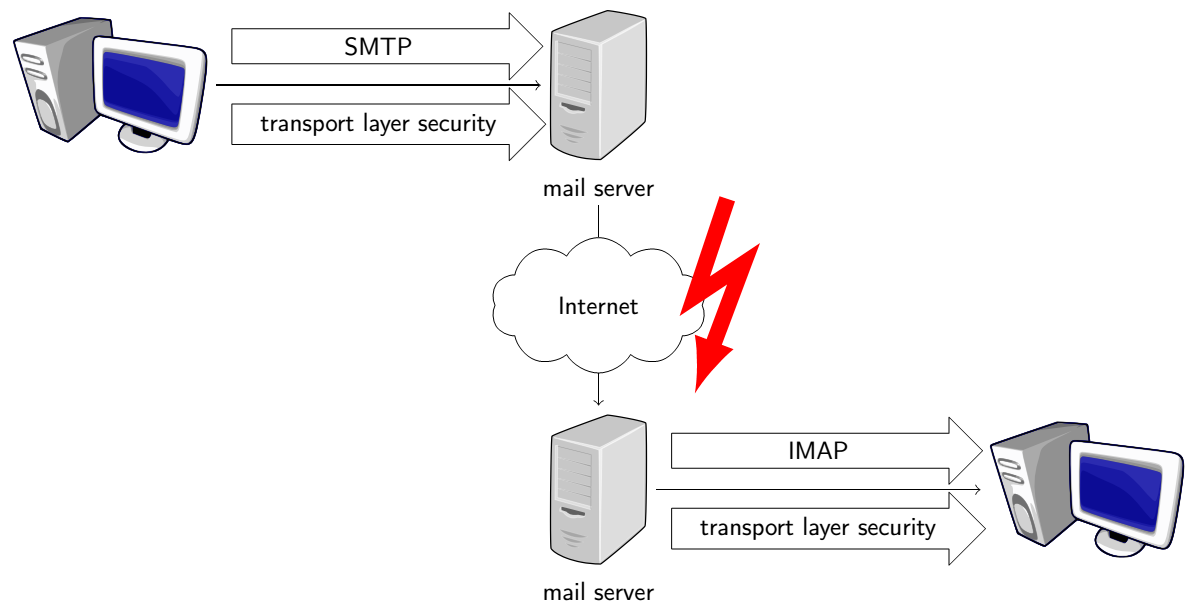 SMTP
transport layer security
mail server
Internet
IMAP
transport layer security
mail server